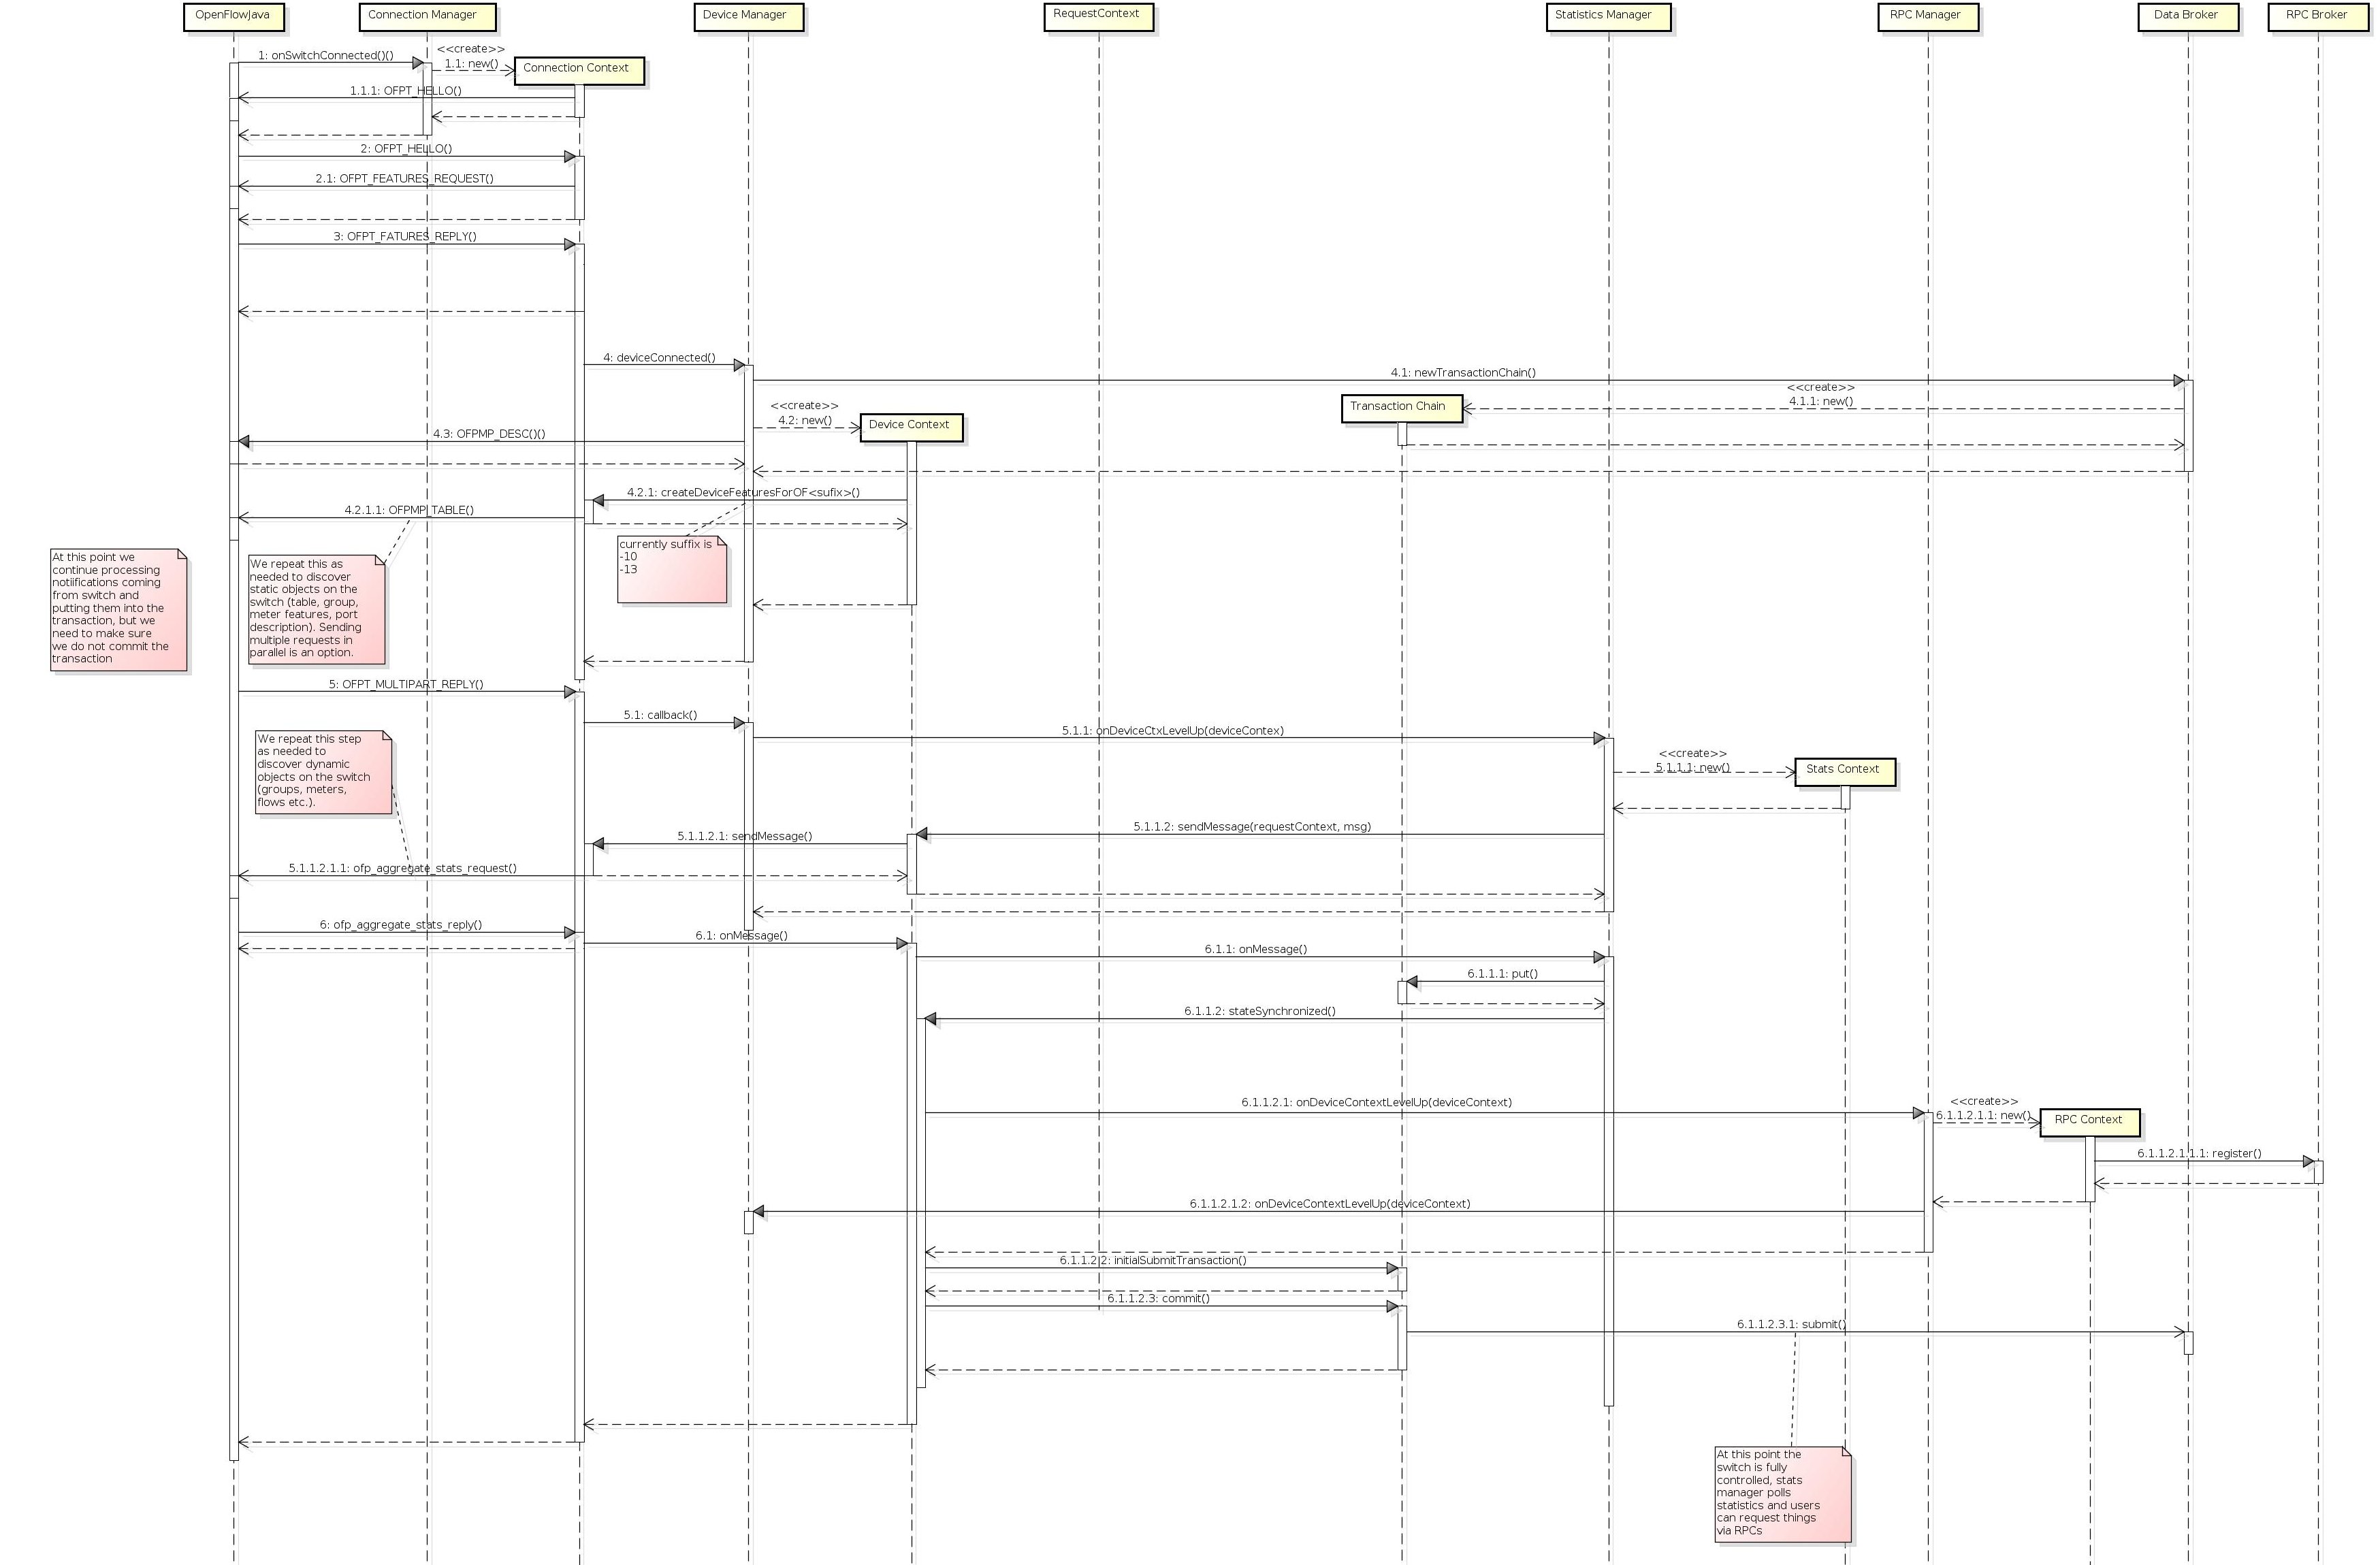 OpenFlowJava
Connection Manager
Device Manager
RequestContext
Statistics Manager
RPC Manager
Data Broker
RPC Broker
1: onSwitchConnected()()
<<create>>
1.1: new()
Connection Context
1.1.1: OFPT_HELLO()
2: OFPT_HELLO()
2.1: OFPT_FEATURES_REQUEST()
3: OFPT_FATURES_REPLY()
4: deviceConnected()
4.1: newTransactionChain()
<<create>>
4.1.1: new()
Transaction Chain
<<create>>
4.2: new()
Device Context
4.3: OFPMP_DESC()()
4.2.1: createDeviceFeaturesForOF<sufix>()
4.2.1.1: OFPMP_TABLE()
currently suffix is
-10
-13
At this point we
continue processing
notiifications coming
from switch and
putting them into the
transaction, but we
need to make sure
we do not commit the
transaction
We repeat this as
needed to discover
static objects on the
switch (table, group,
meter features, port
description). Sending
multiple requests in
parallel is an option.
5: OFPT_MULTIPART_REPLY()
5.1: callback()
5.1.1: onDeviceCtxLevelUp(deviceContex)
<<create>>
5.1.1.1: new()
Stats Context
We repeat this step
as needed to
discover dynamic
objects on the switch
(groups, meters,
flows etc.).
5.1.1.2: sendMessage(requestContext, msg)
5.1.1.2.1: sendMessage()
5.1.1.2.1.1: ofp_aggregate_stats_request()
6: ofp_aggregate_stats_reply()
6.1: onMessage()
6.1.1: onMessage()
6.1.1.1: put()
6.1.1.2: stateSynchronized()
6.1.1.2.1: onDeviceContextLevelUp(deviceContext)
<<create>>
6.1.1.2.1.1: new()
RPC Context
6.1.1.2.1.1.1: register()
6.1.1.2.1.2: onDeviceContextLevelUp(deviceContext)
6.1.1.2.2: initialSubmitTransaction()
6.1.1.2.3: commit()
6.1.1.2.3.1: submit()
At this point the
switch is fully
controlled, stats
manager polls
statistics and users
can request things
via RPCs